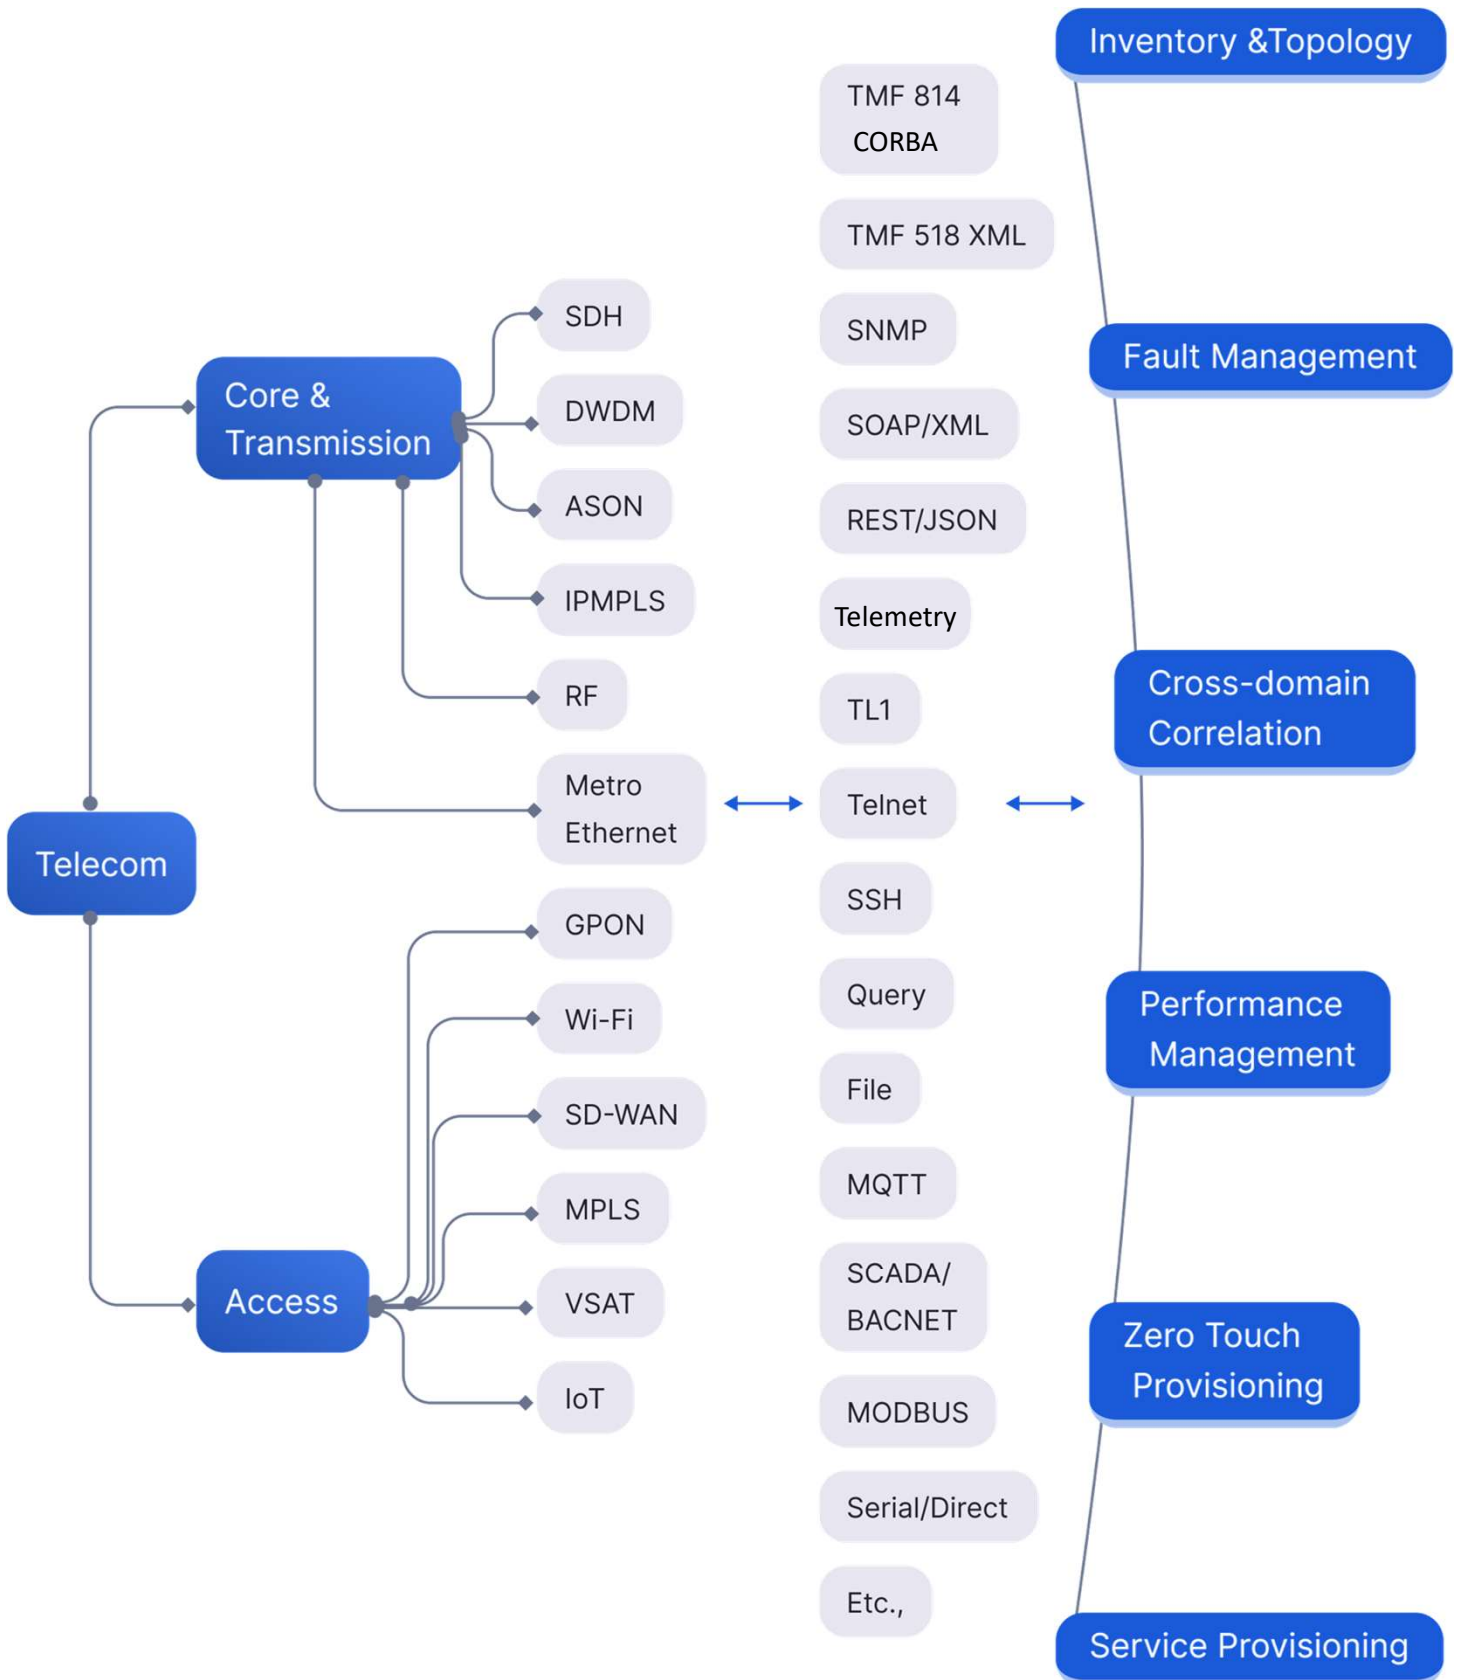 Telecom
Core &
Transmission
Access
SDH
DWDM
ASON
IPMPLS
RF
Metro
Ethernet
GPON
Wi-Fi
SD-WAN
MPLS
VSAT
IoT
TMF 814
CORBA
TMF 518 XML
SNMP
SOAP/XML
REST/JSON
Telemetry
TL1
Telnet
SSH
Query
File
MQTT
SCADA/
BACNET
MODBUS
Serial/Direct
Etc.,
Inventory &Topology
Fault Management
Cross-domain
Correlation
Performance
Management
Zero Touch
Provisioning
Service Provisioning